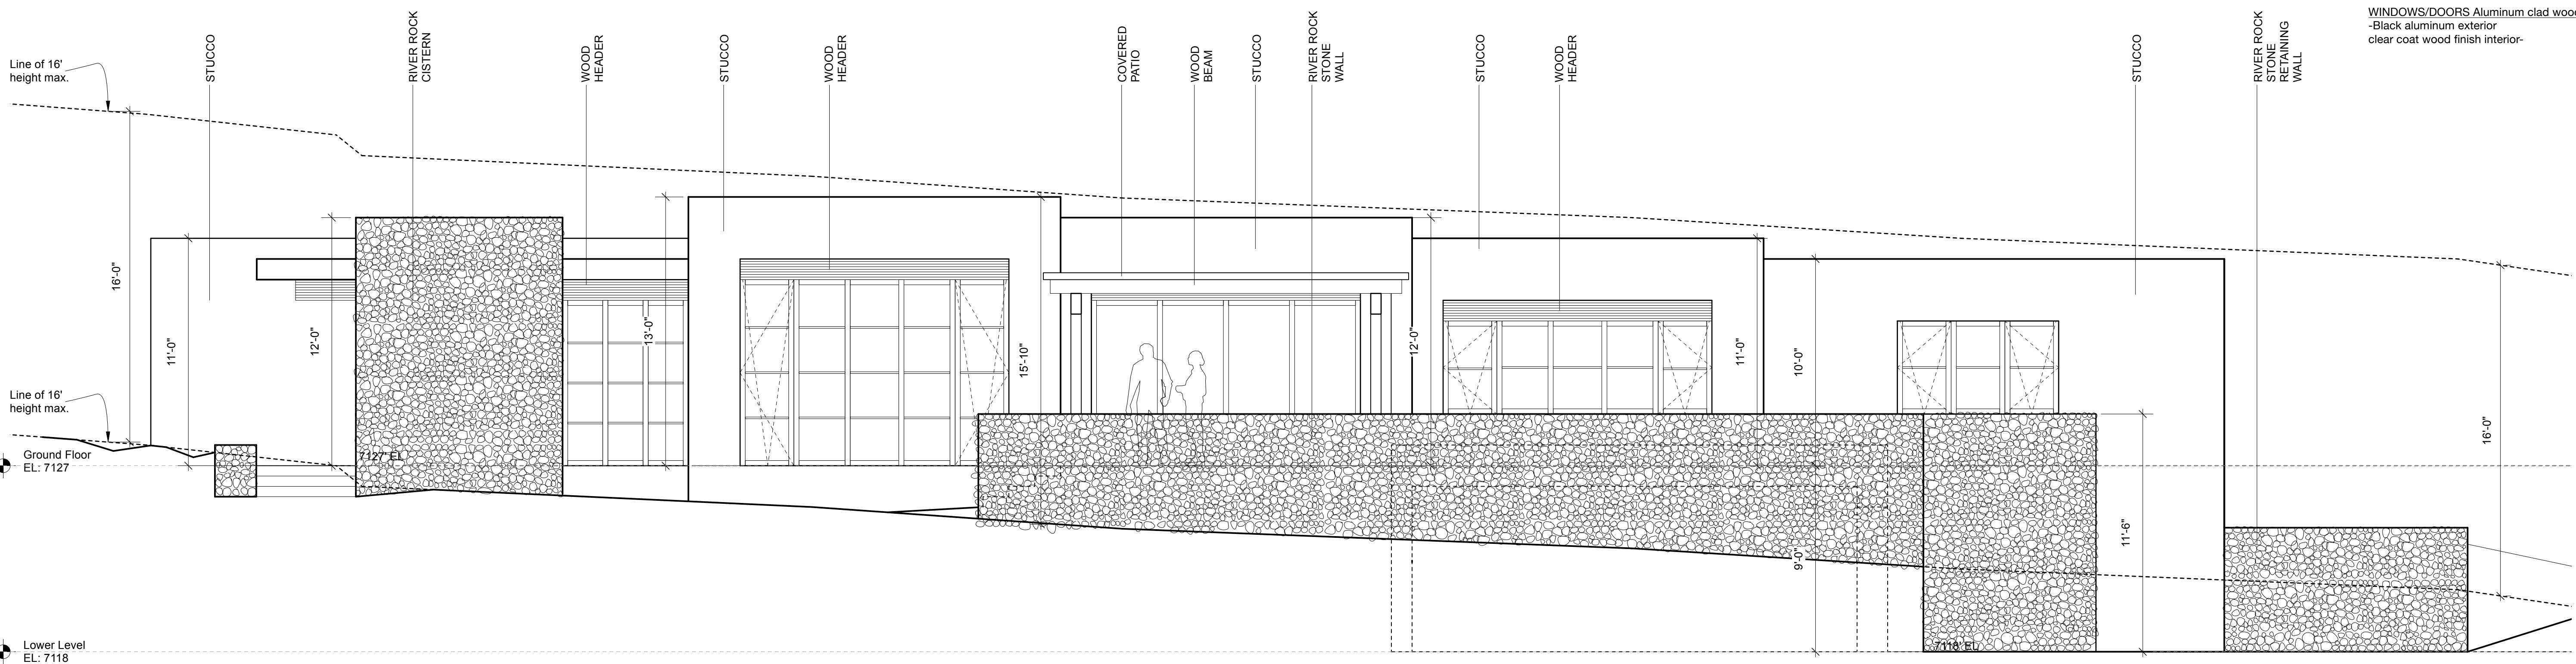 WINDOWS/DOORS Aluminum clad wood
-Black aluminum exterior
clear coat wood finish interior-
Line of 16'
height max.
STUCCO
RIVER ROCK
CISTERN
WOOD
HEADER
STUCCO
WOOD
HEADER
COVERED
PATIO
WOOD
BEAM
STUCCO
RIVER ROCK
STONE
WALL
STUCCO
WOOD
HEADER
STUCCO
RIVER ROCK
STONE
RETAINING
WALL
16'-0"
11'-0"
12'-0"
13'-0"
15'-10"
12'-0"
11'-0"
10'-0"
16'-0"
Line of 16'
height max.
Ground Floor
EL: 7127
7127' EL
9'-0"
11'-6"
Lower Level
EL: 7118
7118' EL